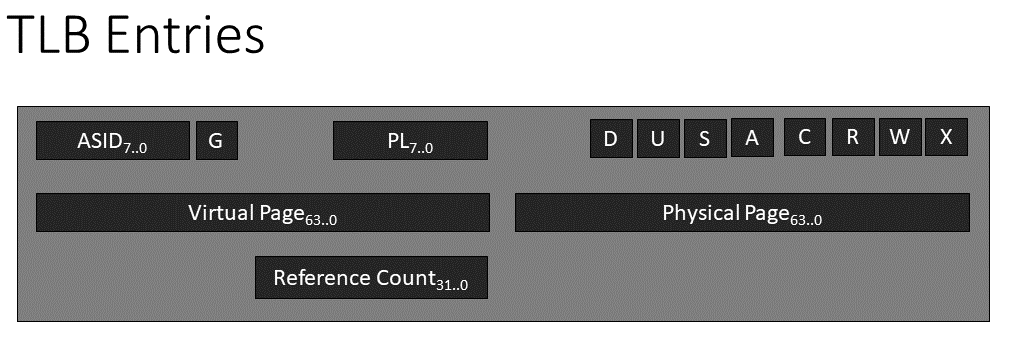 TLB Entries
ASID7..0 G PL7..0 D U S A C R W X
Virtual Page63..0 Physical Page63..0
Reference Count31..0